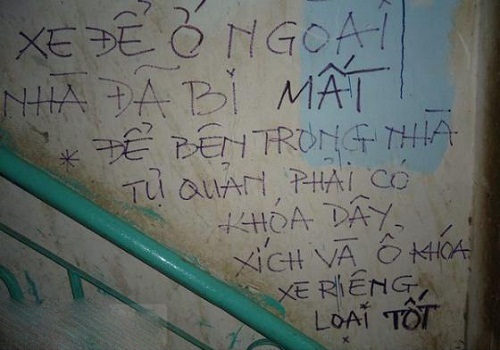 XE ĐỂ Ở NGOÀI
NHÀ ĐÃ BỊ MẤT
* ĐỂ BÊN TRONG NHÀ
TỰ QUẢN PHẢI CÓ
KHÓA DÂY
XÍCH VÀ Ổ KHÓA
XE RIÊNG
LOẠI TỐT